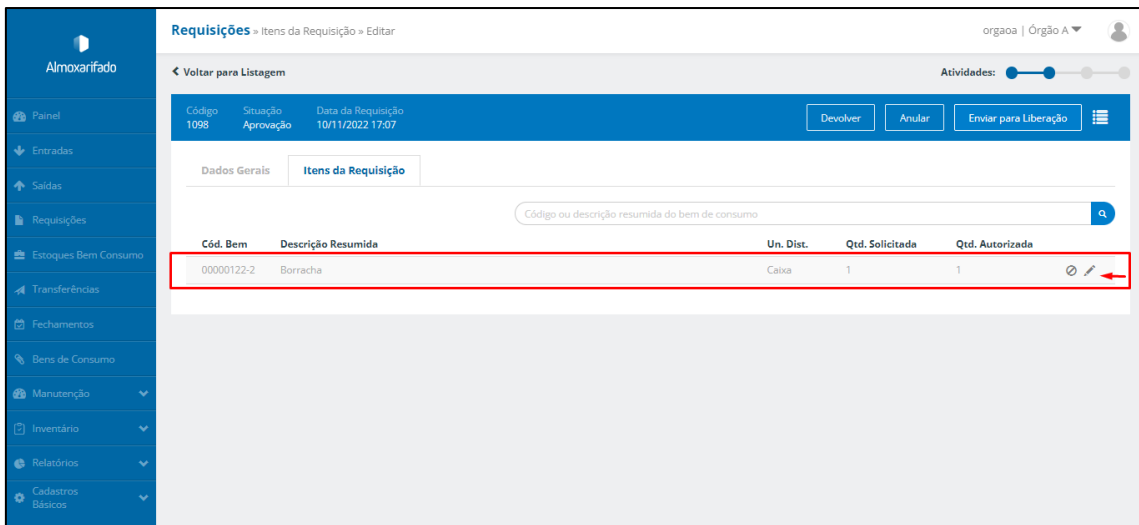 Almoxarifado
Painel
Entradas
Saídas
Requisições
Estoques Bem Consumo
Transferências
Fechamentos
Bens de Consumo
Manutenção
Inventário
Relatórios
Cadastros
Básicos
Requisições » Itens da Requisição » Editar
orgaoa | Órgão A
Voltar para Listagem
Atividades:
Código Situação Data da Requisição
1098 Aprovação 10/11/2022 17:07
Devolver Anular Enviar para Liberação
Dados Gerais Itens da Requisição
Código ou descrição resumida do bem de consumo
Cód. Bem Descrição Resumida Un. Dist. Qtd. Solicitada Qtd. Autorizada
00000122-2 Borracha Caixa 1 1